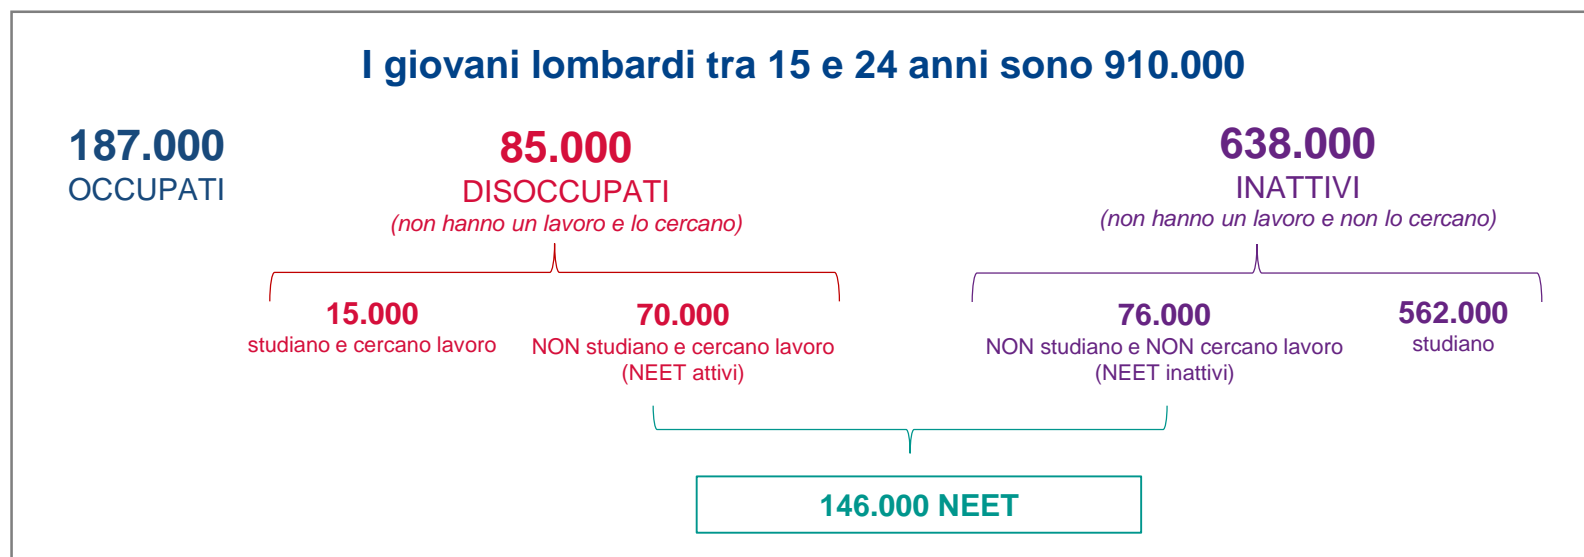 I giovani lombardi tra 15 e 24 anni sono 910.000
187.000
OCCUPATI
85.000
DISOCCUPATI
(non hanno un lavoro e lo cercano)
638.000
INATTIVI
(non hanno un lavoro e non lo cercano)
15.000
studiano e cercano lavoro
70.000
NON studiano e cercano lavoro
(NEET attivi)
76.000
NON studiano e NON cercano lavoro
(NEET inattivi)
562.000
studiano
146.000 NEET